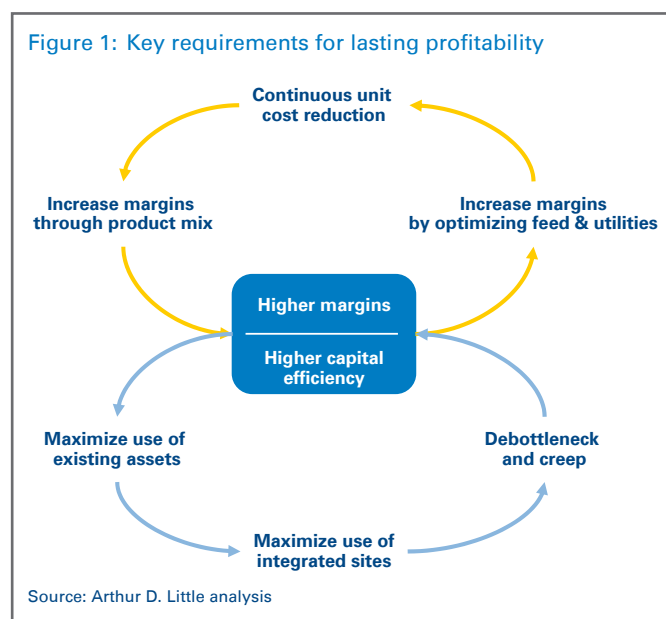 Figure 1: Key requirements for lasting profitability
Continuous unit
cost reduction
Increase margins
through product mix
Increase margins
by optimizing feed & utilities
Higher margins
Higher capital
efficiency
Maximize use of
existing assets
Debottleneck
and creep
Maximize use of
integrated sites
Source: Arthur D. Little analysis